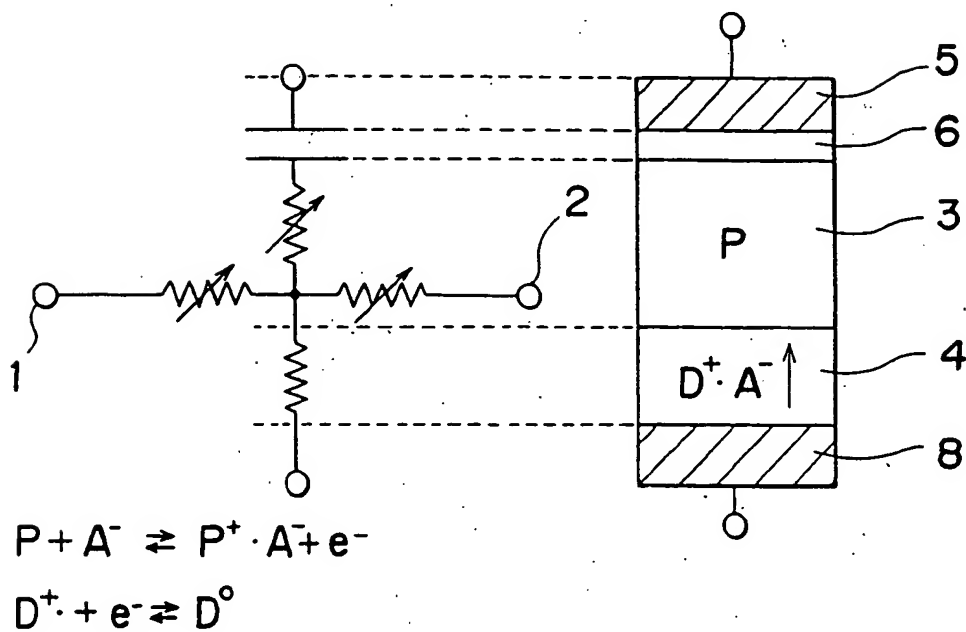 5
6
2
3
P
1
4
D⁺· A⁻
8
P + A⁻ ⇄ P⁺ · A⁻ + e⁻
D⁺· + e⁻ ⇄ D⁰